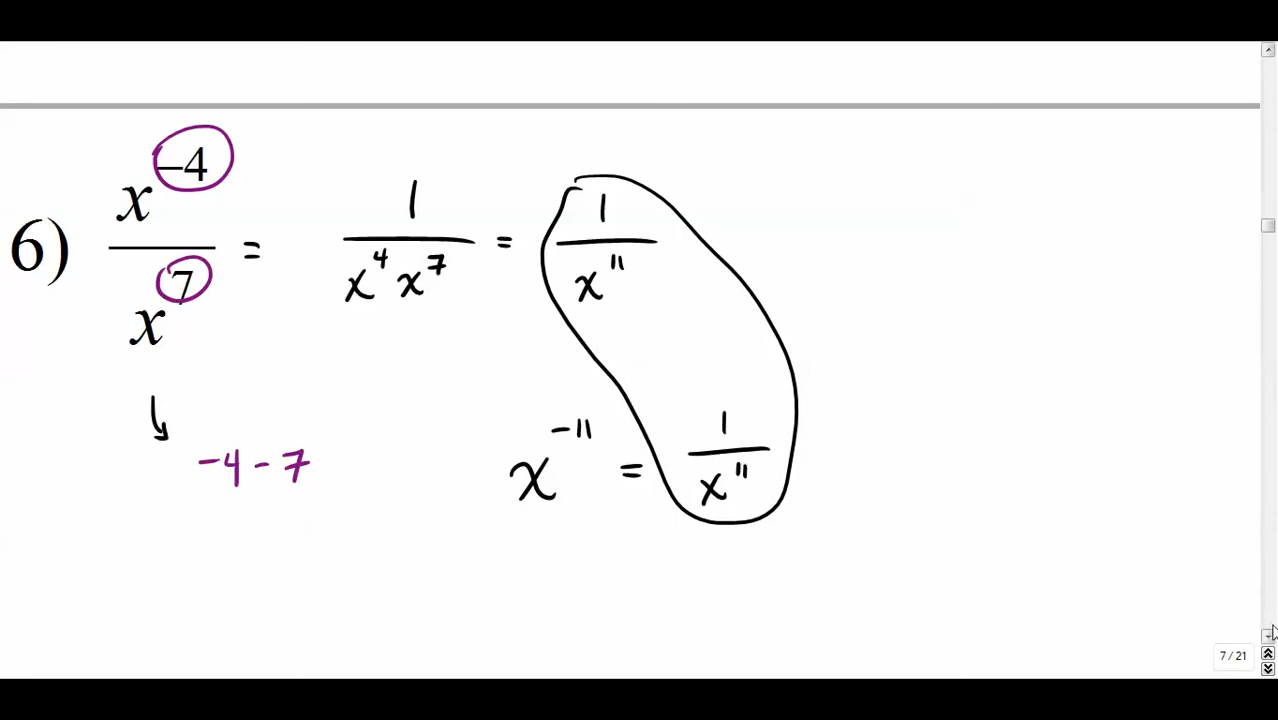 6) x^{-4} / x^{7} = 1 / x^{4} x^{7} = 1 / x^{11}
-4 - 7
x^{-11} = 1 / x^{11}
7 / 21